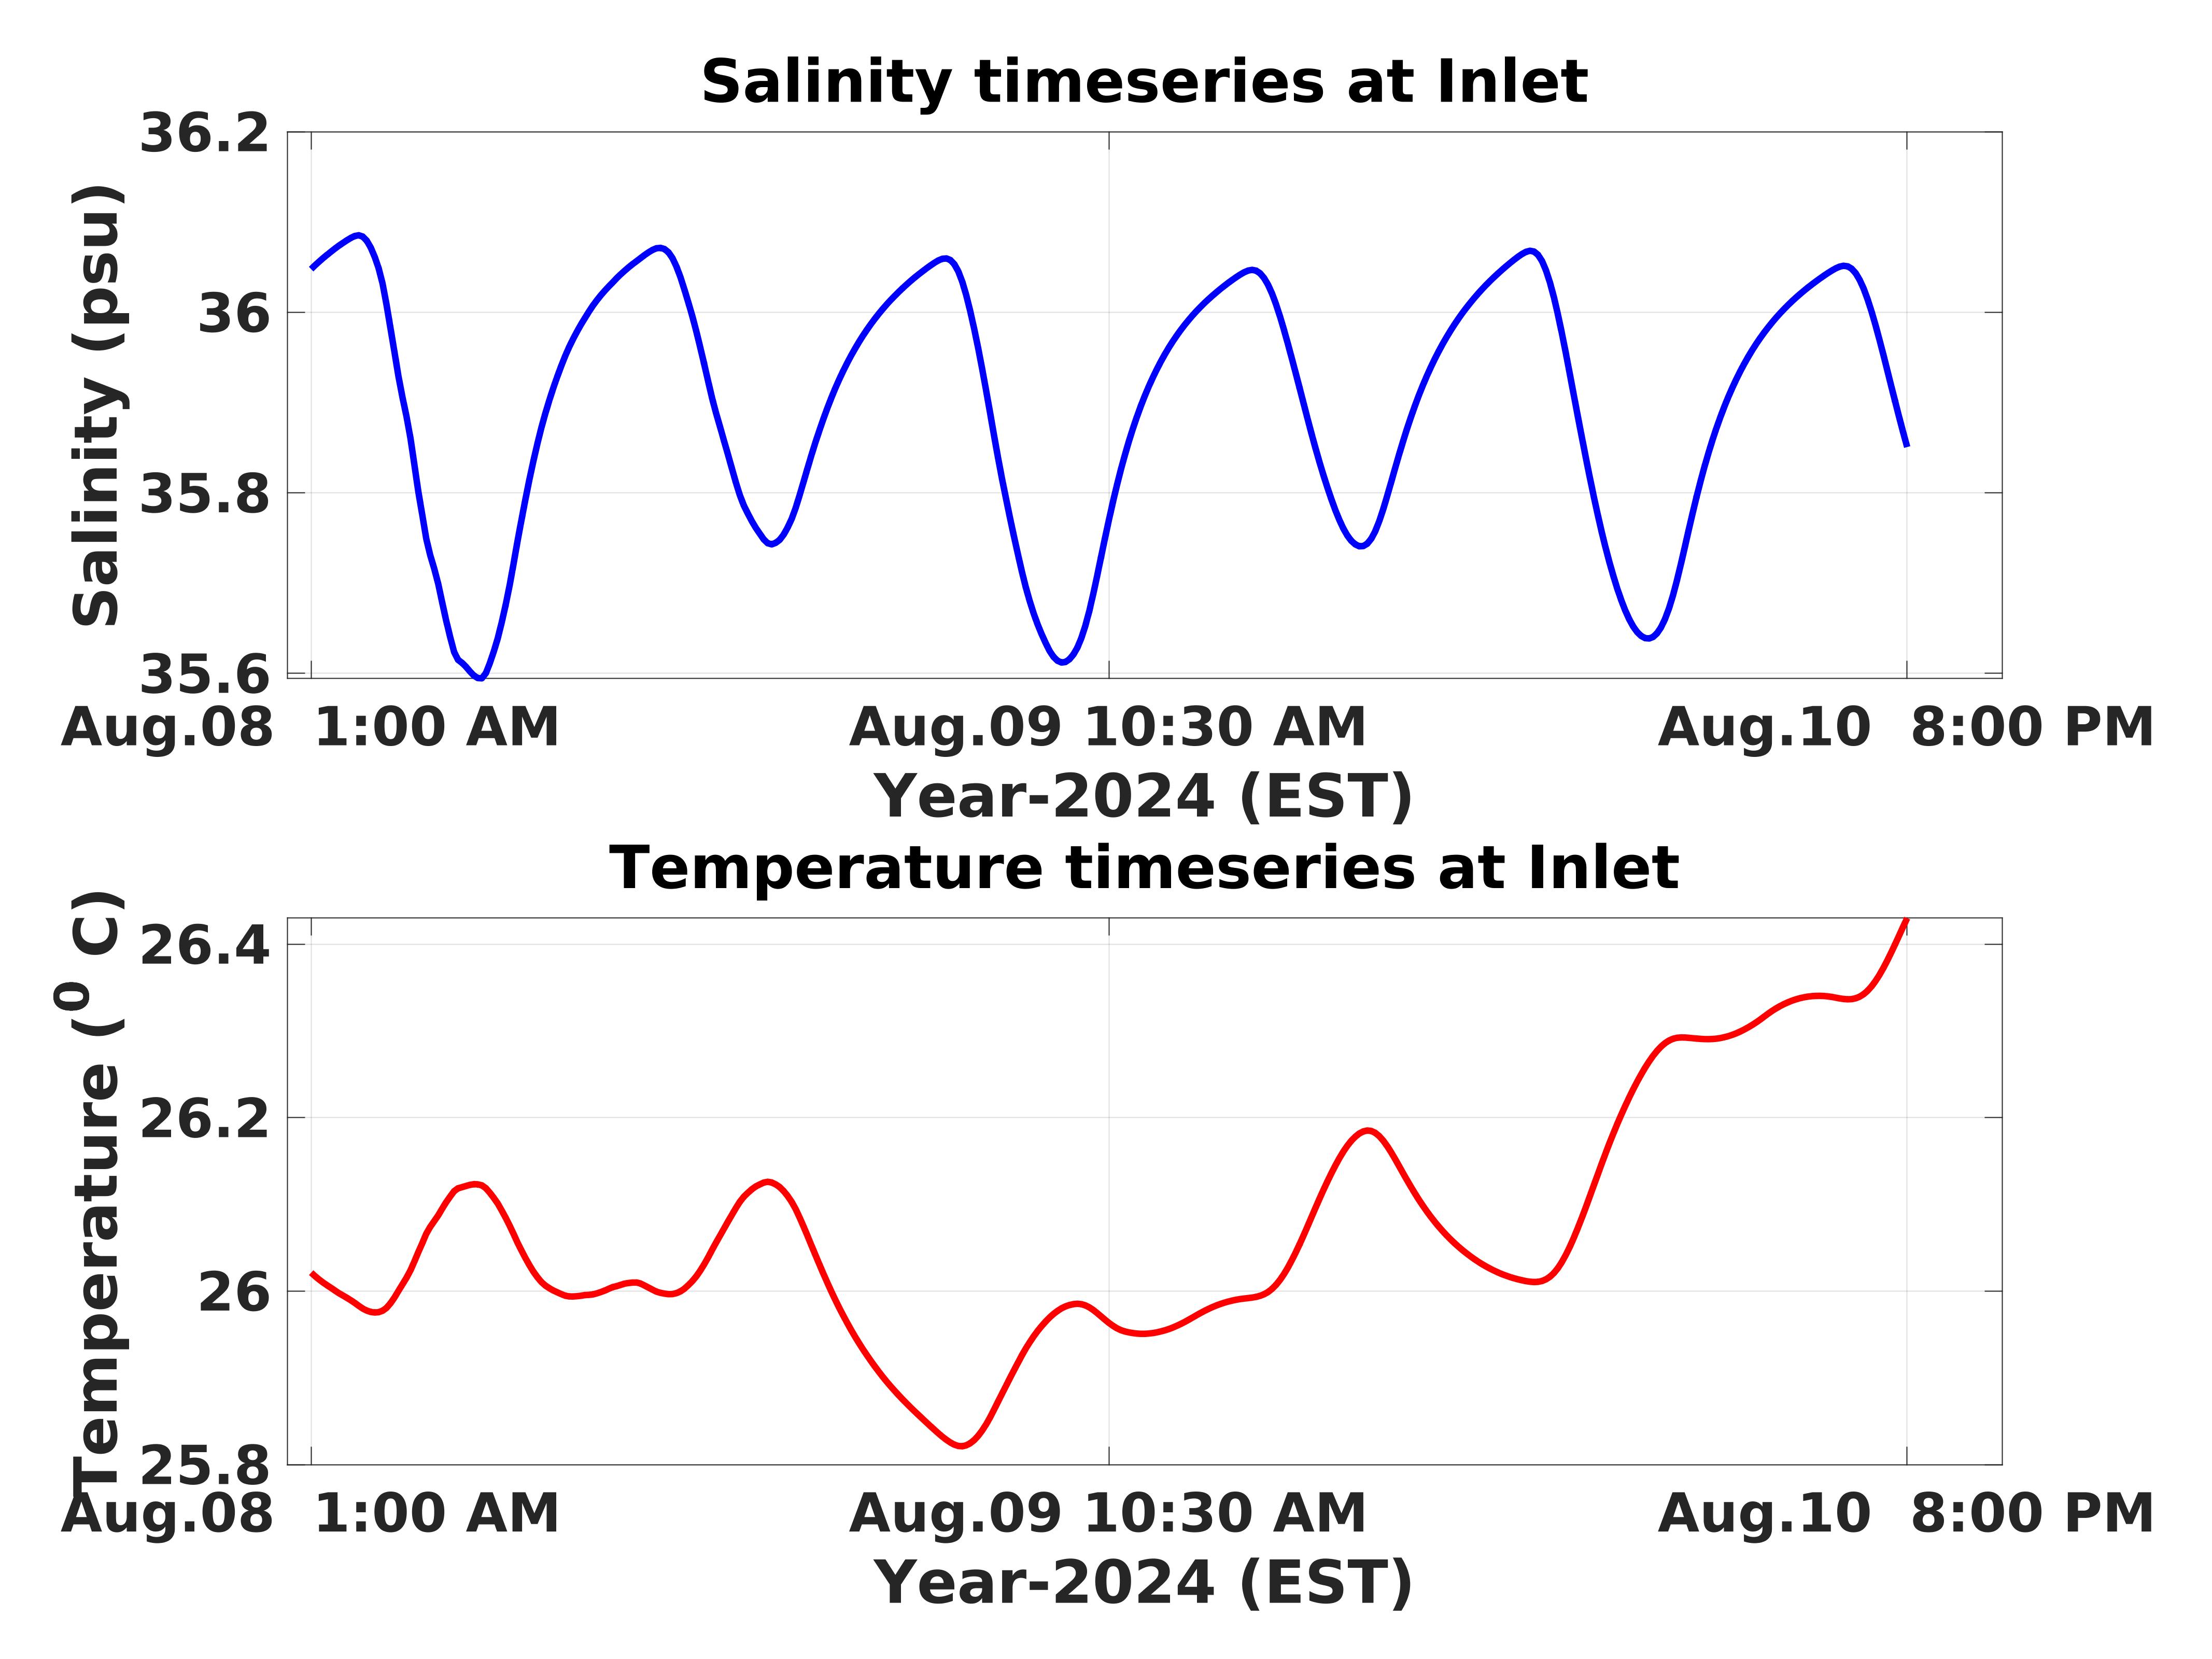 Salinity timeseries at Inlet
Salinity (psu)
36.2
36
35.8
35.6
Aug.08  1:00 AM
Aug.09 10:30 AM
Aug.10  8:00 PM
Year-2024 (EST)
Temperature timeseries at Inlet
Temperature (⁰ C)
26.4
26.2
26
25.8
Aug.08  1:00 AM
Aug.09 10:30 AM
Aug.10  8:00 PM
Year-2024 (EST)